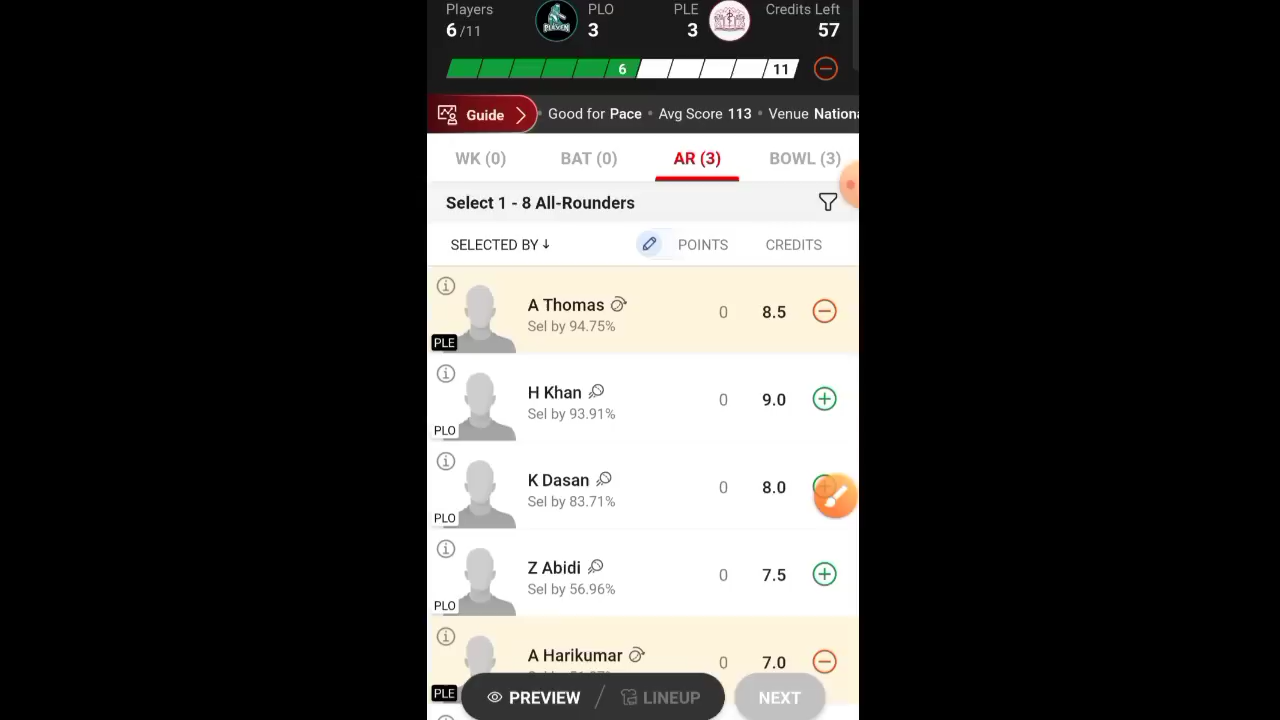 Players PLO PLE Credits Left
6/11 3 3 57
PLEVEN
6 11
Guide • Good for Pace • Avg Score 113 • Venue Nationa
WK (0) BAT (0) AR (3) BOWL (3)
Select 1 - 8 All-Rounders
SELECTED BY ↓ POINTS CREDITS
A Thomas 0 8.5
Sel by 94.75%
PLE
H Khan 0 9.0
Sel by 93.91%
PLO
K Dasan 0 8.0
Sel by 83.71%
PLO
Z Abidi 0 7.5
Sel by 56.96%
PLO
A Harikumar 0 7.0
PLE
PREVIEW / LINEUP NEXT